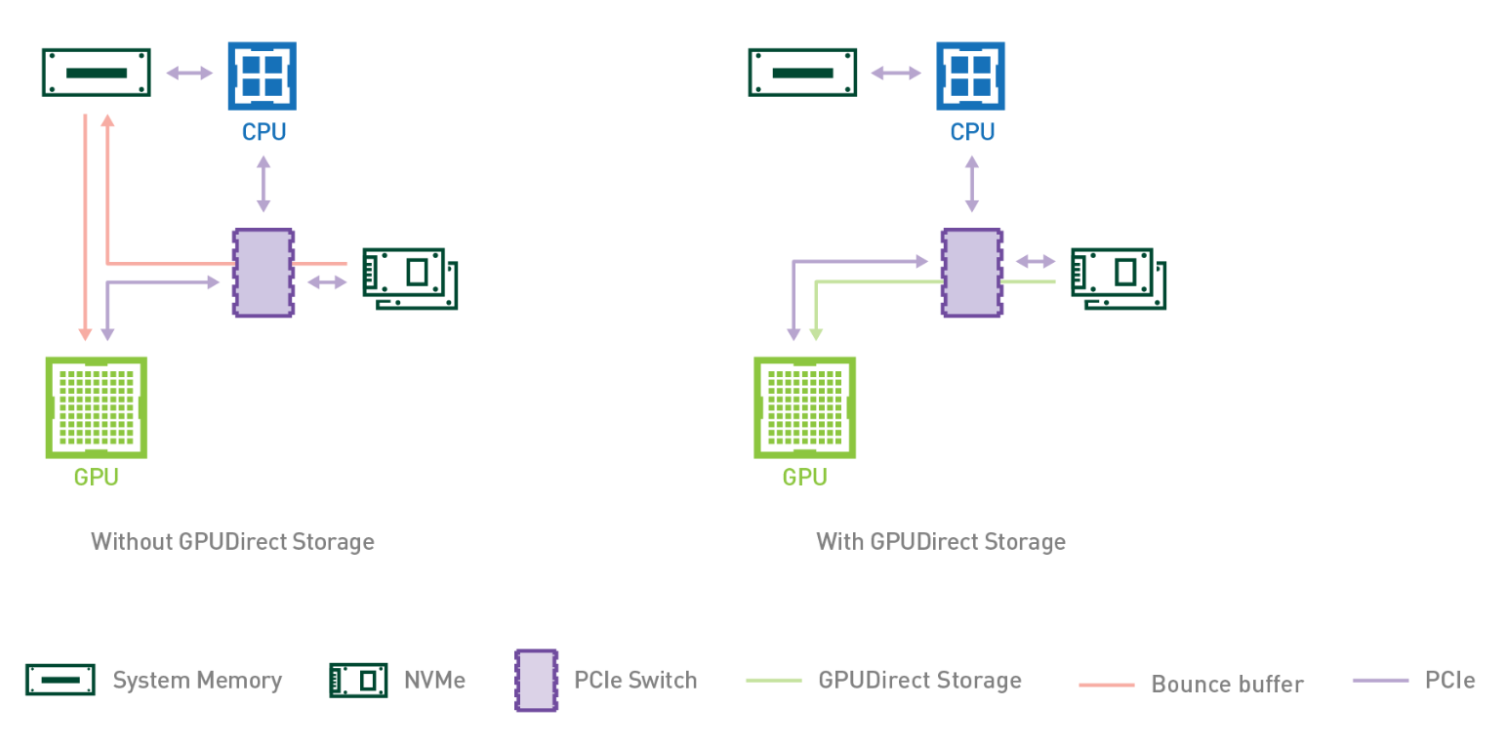 CPU
CPU
GPU
GPU
Without GPUDirect Storage
With GPUDirect Storage
System Memory
NVMe
PCIe Switch
GPUDirect Storage
Bounce buffer
PCIe